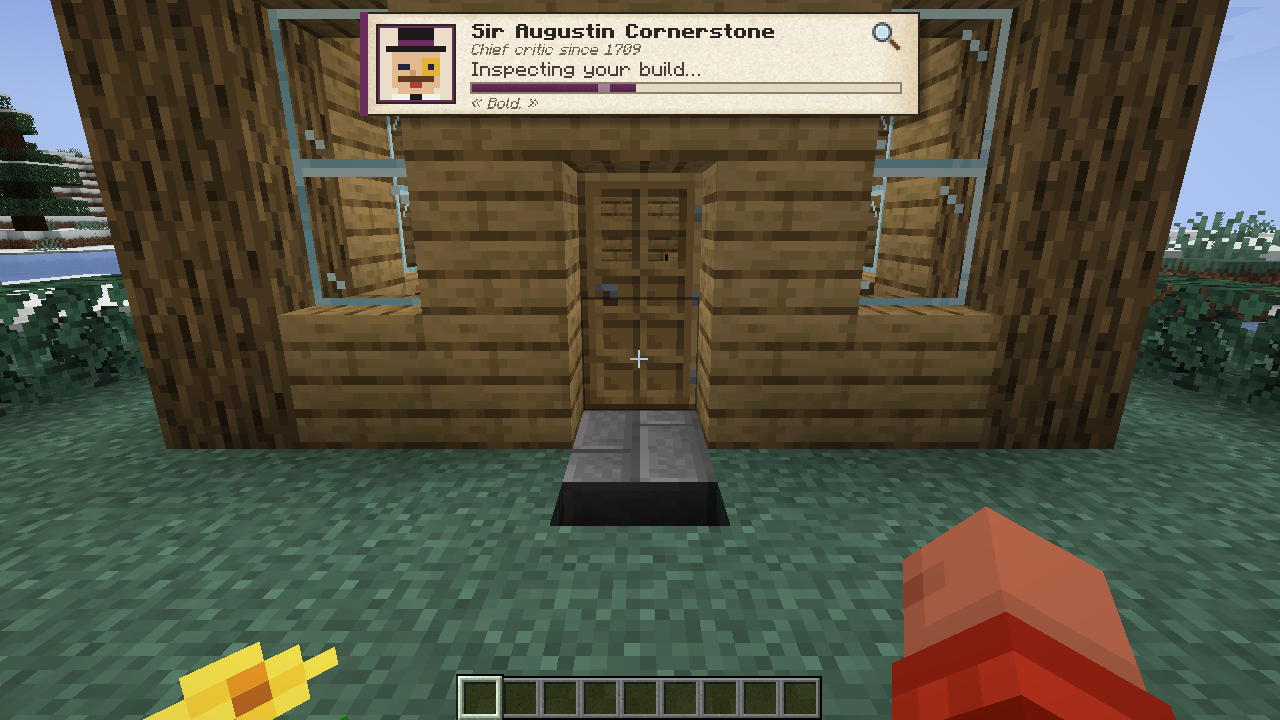 Sir Augustin Cornerstone
Chief critic since 1709
Inspecting your build...
« Bold. »